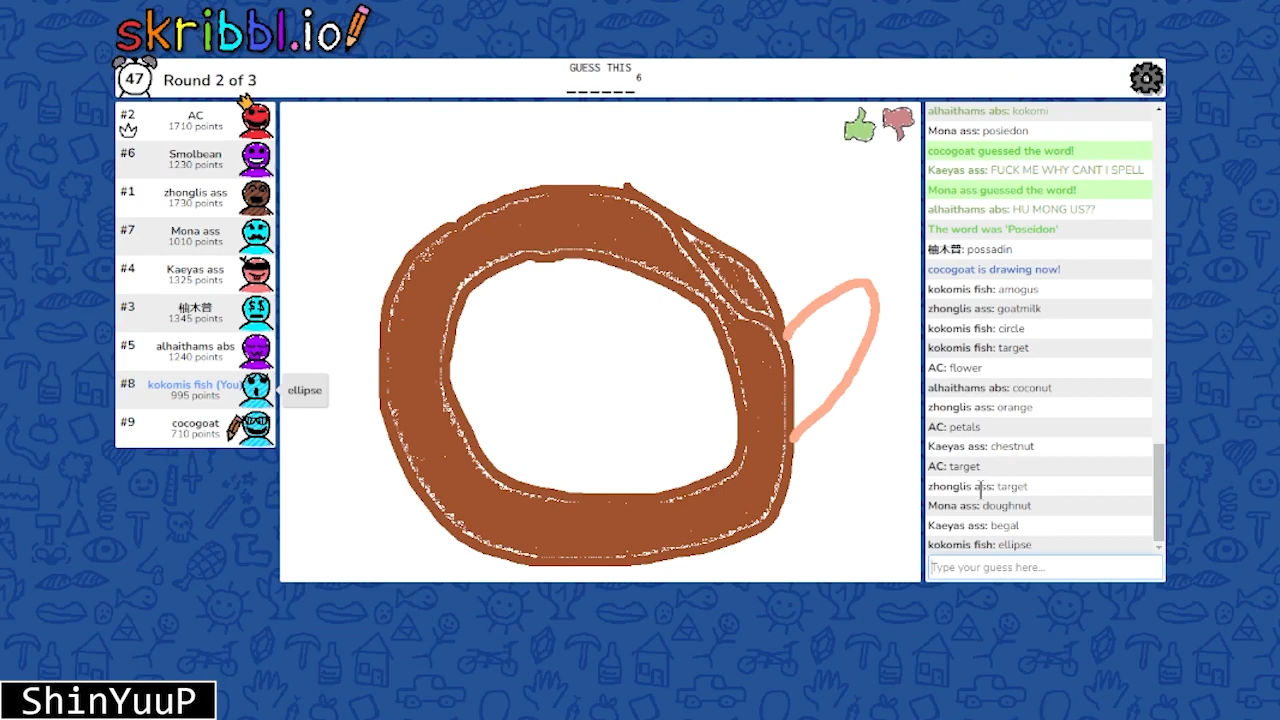 skribbl.io
47
Round 2 of 3
GUESS THIS
______ 6
#2 AC
1710 points
#6 Smolbean
1230 points
#1 zhonglis ass
1730 points
#7 Mona ass
1010 points
#4 Kaeyas ass
1325 points
#3 柚木普
1345 points
#5 alhaithams abs
1240 points
#8 kokomis fish (You)
995 points
#9 cocogoat
710 points
ellipse
alhaithams abs: kokomi
Mona ass: posiedon
cocogoat guessed the word!
Kaeyas ass: FUCK ME WHY CANT I SPELL
Mona ass guessed the word!
alhaithams abs: HU MONG US??
The word was 'Poseidon'
柚木普: possadin
cocogoat is drawing now!
kokomis fish: amogus
zhonglis ass: goatmilk
kokomis fish: circle
kokomis fish: target
AC: flower
alhaithams abs: coconut
zhonglis ass: orange
AC: petals
Kaeyas ass: chestnut
AC: target
zhonglis ass: target
Mona ass: doughnut
Kaeyas ass: begal
kokomis fish: ellipse
Type your guess here...
ShinYuuP